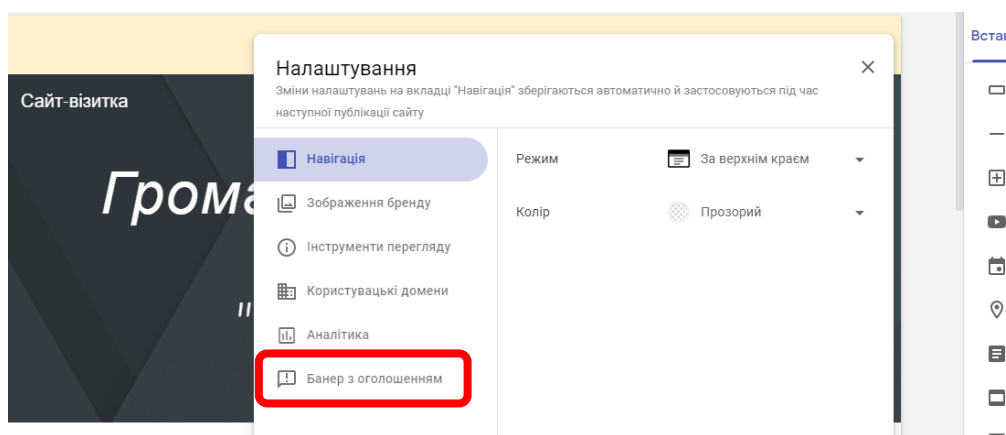 Встав
Налаштування
Зміни налаштувань на вкладці "Навігація" зберігаються автоматично й застосовуються під час
наступної публікації сайту
Сайт-візитка
Грома
"
Навігація
Режим
За верхнім краєм
Зображення бренду
Колір
Прозорий
Інструменти перегляду
Користувацькі домени
Аналітика
Банер з оголошенням